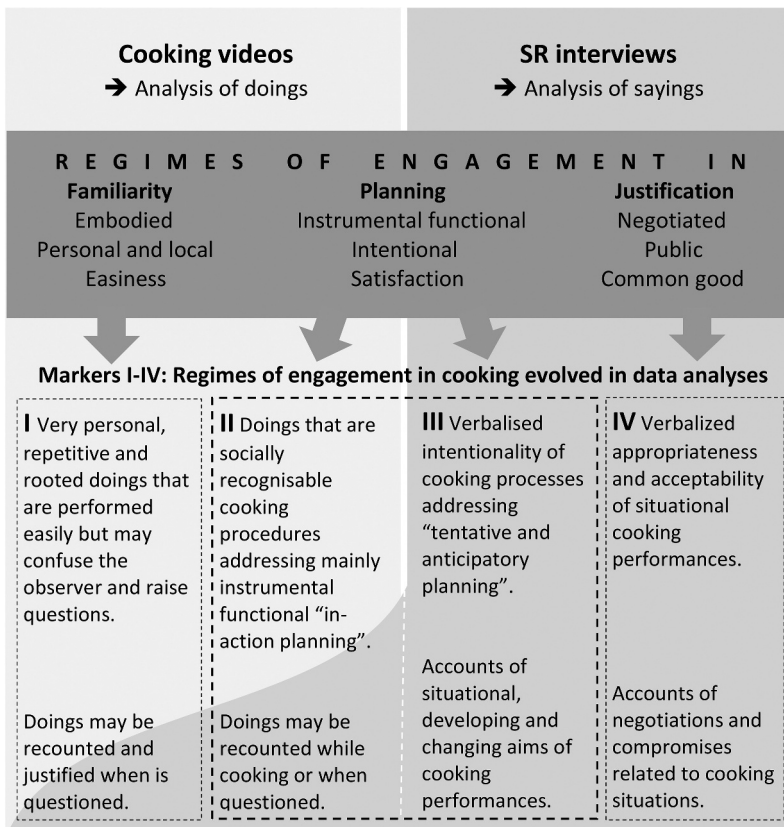 Cooking videos
➔ Analysis of doings
SR interviews
➔ Analysis of sayings
REGIMES OF ENGAGEMENT IN
Familiarity
Embodied
Personal and local
Easiness
Planning
Instrumental functional
Intentional
Satisfaction
Justification
Negotiated
Public
Common good
Markers I-IV: Regimes of engagement in cooking evolved in data analyses
I Very personal,
repetitive and
rooted doings that
are performed
easily but may
confuse the
observer and raise
questions.
Doings may be
recounted and
justified when is
questioned.
II Doings that are
socially
recognisable
cooking
procedures
addressing mainly
instrumental
functional “in-
action planning”.
Doings may be
recounted while
cooking or when
questioned.
III Verbalised
intentionality of
cooking processes
addressing
“tentative and
anticipatory
planning”.
Accounts of
situational,
developing and
changing aims of
cooking
performances.
IV Verbalized
appropriateness
and acceptability
of situational
cooking
performances.
Accounts of
negotiations and
compromises
related to cooking
situations.